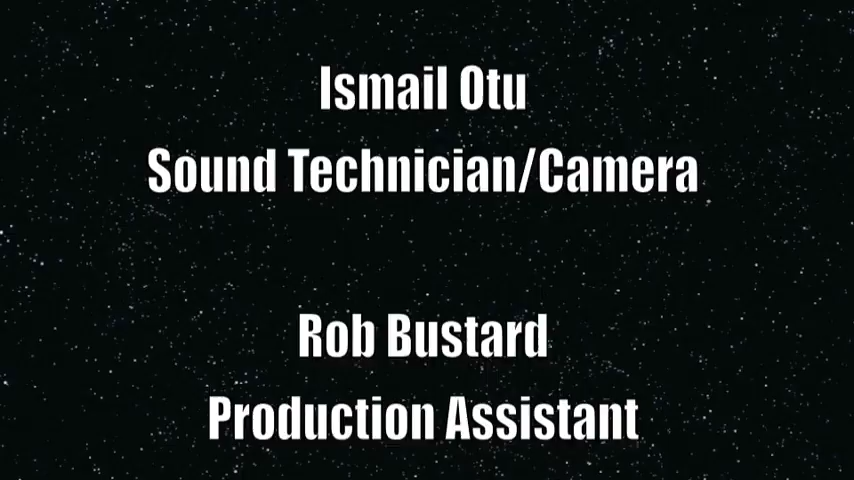 Ismail Otu
Sound Technician/Camera
Rob Bustard
Production Assistant